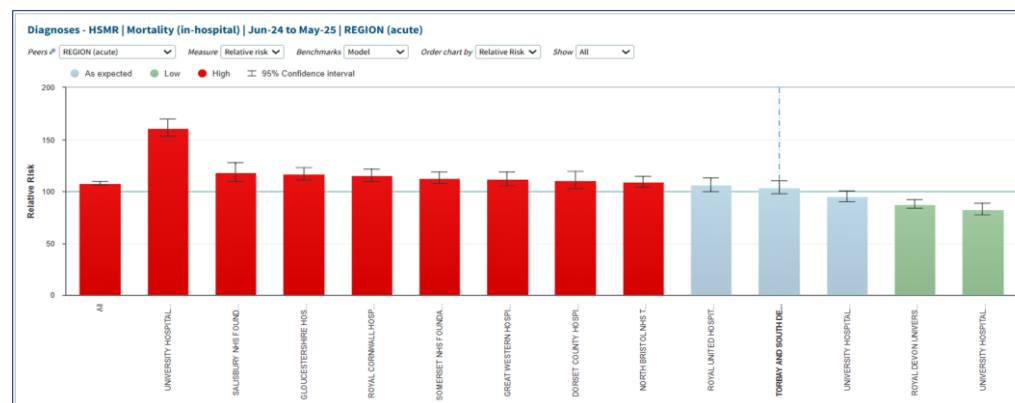 Diagnoses - HSMR | Mortality (in-hospital) | Jun-24 to May-25 | REGION (acute)
Peers REGION (acute) Measure Relative risk Benchmarks Model Order chart by Relative Risk Show All
As expected Low High 95% Confidence interval
200
150
100
50
0
Relative Risk
All
UNIVERSITY HOSPITAL...
SALISBURY NHS FOUND...
GLOUCESTERSHIRE HOS...
ROYAL CORNWALL HOSP...
SOMERSET NHS FOUNDA...
GREAT WESTERN HOSPI...
DORSET COUNTY HOSPI...
NORTH BRISTOL NHS T...
ROYAL UNITED HOSPIT...
TORBAY AND SOUTH DE...
UNIVERSITY HOSPITAL...
ROYAL DEVON UNIVERS...
UNIVERSITY HOSPITAL...